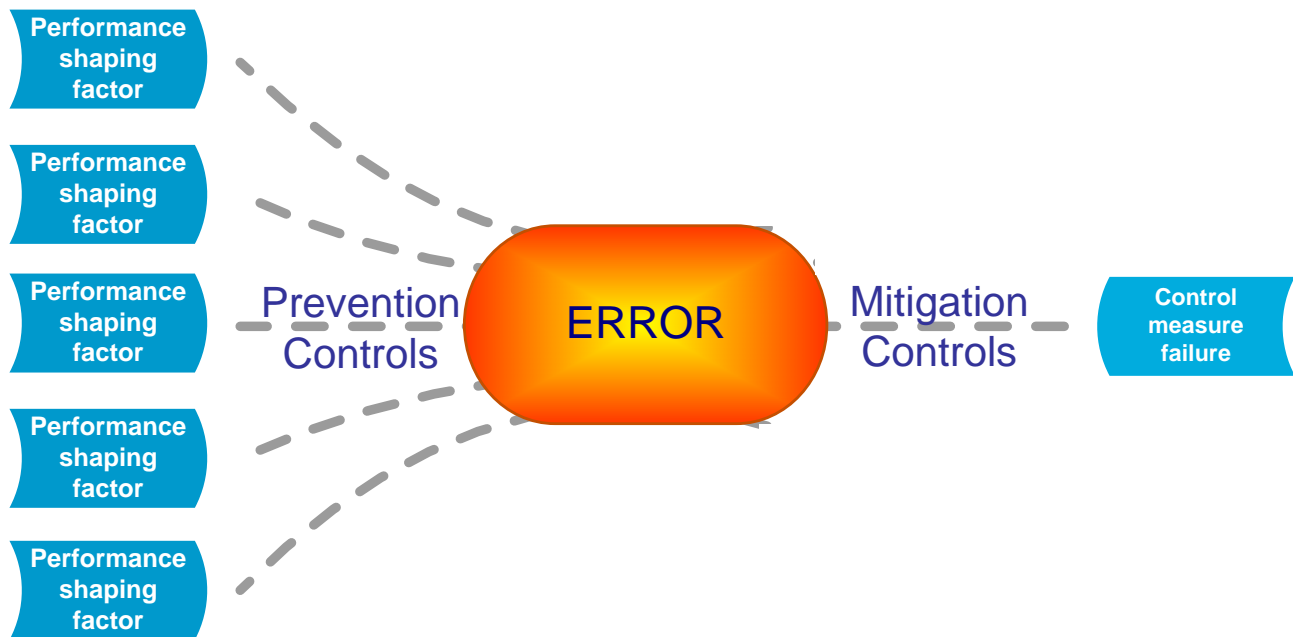 Performance
shaping
factor
Performance
shaping
factor
Performance
shaping
factor
Performance
shaping
factor
Performance
shaping
factor
Prevention
Controls
ERROR
Mitigation
Controls
Control
measure
failure